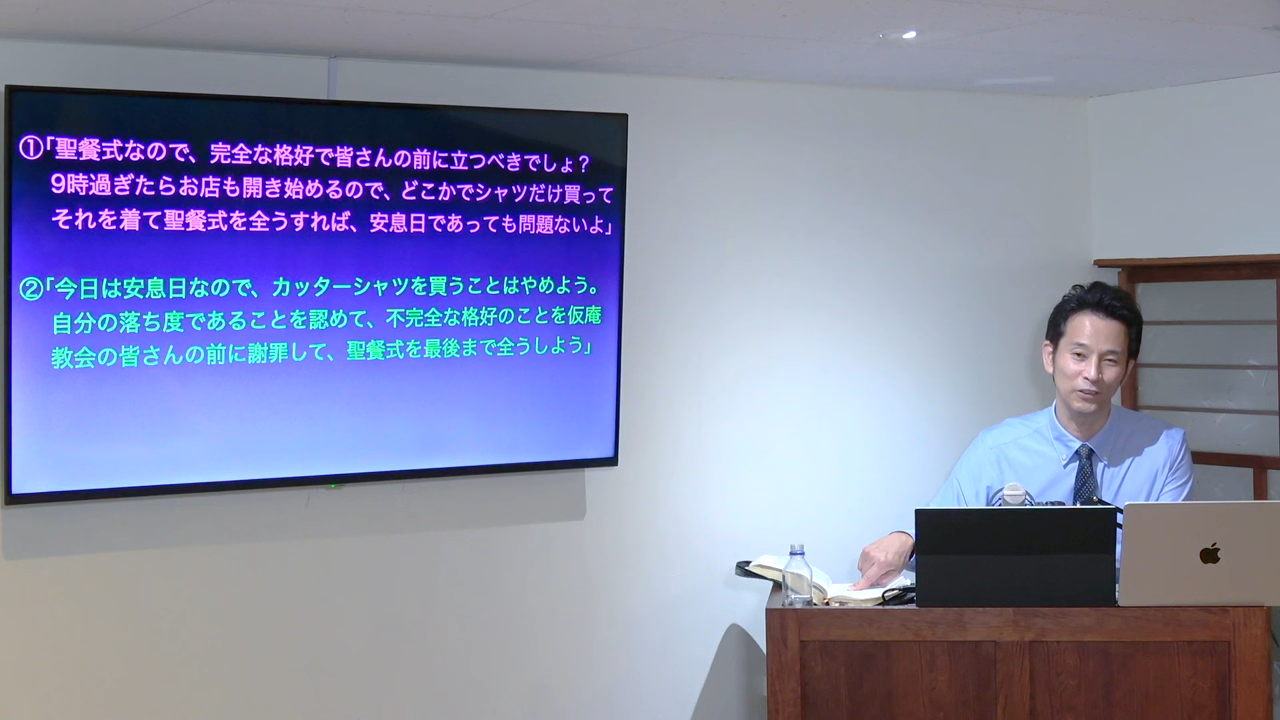 ①「聖餐式なので、完全な格好で皆さんの前に立つべきでしょ？
9時過ぎたらお店も開き始めるので、どこかでシャツだけ買って
それを着て聖餐式を全うすれば、安息日であっても問題ないよ」
②「今日は安息日なので、カッターシャツを買うことはやめよう。
自分の落ち度であることを認めて、不完全な格好のことを仮庵
教会の皆さんの前に謝罪して、聖餐式を最後まで全うしよう」